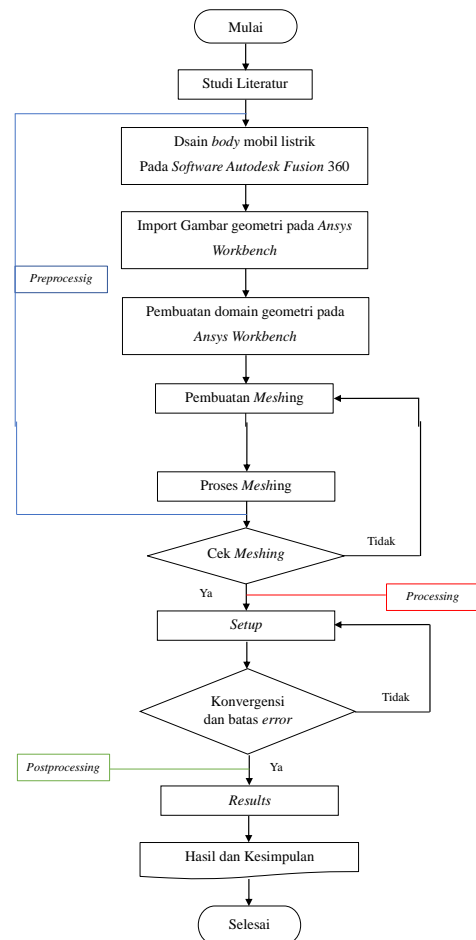 Mulai
Studi Literatur
Dsain body mobil listrik
Pada Software Autodesk Fusion 360
Import Gambar geometri pada Ansys
Workbench
Preprocessig
Pembuatan domain geometri pada
Ansys Workbench
Pembuatan Meshing
Proses Meshing
Cek Meshing
Tidak
Ya
Processing
Setup
Konvergensi
dan batas error
Tidak
Postprocessing
Ya
Results
Hasil dan Kesimpulan
Selesai